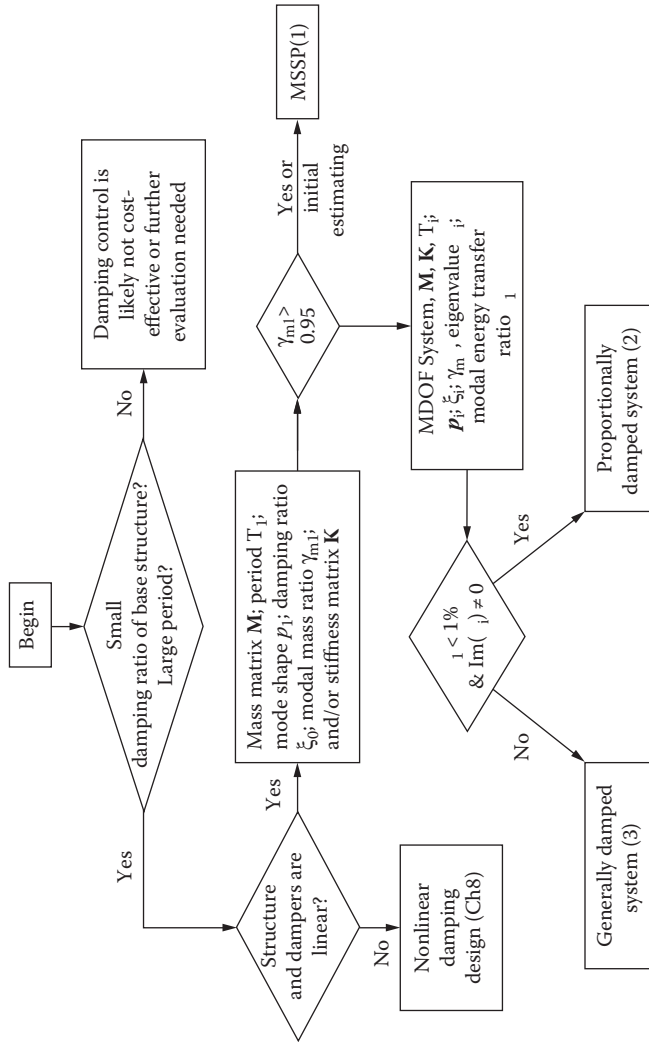 Begin
Small
damping ratio of base structure?
Large period?
No
Damping control is
likely not cost-
effective or further
evaluation needed
Yes
Structure
and dampers are
linear?
No
Nonlinear
damping
design (Ch8)
Yes
Mass matrix M; period T₁;
mode shape p₁; damping ratio
ξ₀; modal mass ratio γm1;
and/or stiffness matrix K
γm1>
0.95
Yes or
initial
estimating
MSSP(1)
MDOF System, M, K, Tᵢ;
pᵢ; ξᵢ; γm , eigenvalue ᵢ;
modal energy transfer
ratio ₁
₁ < 1%
& Im( ᵢ) ≠ 0
Yes
Proportionally
damped system (2)
No
Generally damped
system (3)